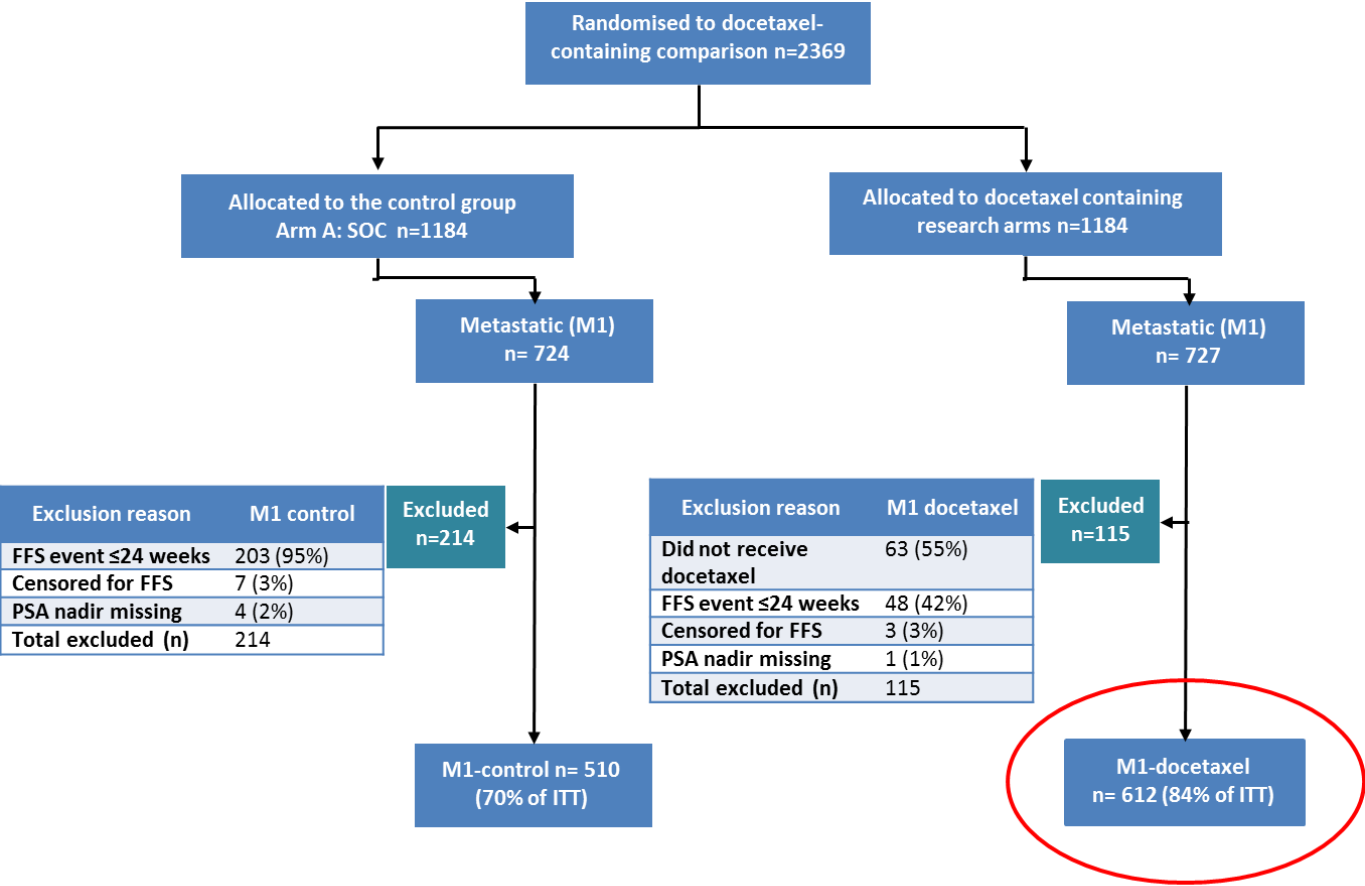 Randomised to docetaxel-
containing comparison n=2369
Allocated to the control group
Arm A: SOC n=1184
Allocated to docetaxel containing
research arms n=1184
Metastatic (M1)
n= 724
Metastatic (M1)
n= 727
Exclusion reason M1 control
FFS event ≤24 weeks 203 (95%)
Censored for FFS 7 (3%)
PSA nadir missing 4 (2%)
Total excluded (n) 214
Excluded
n=214
Exclusion reason M1 docetaxel
Did not receive 63 (55%)
docetaxel
FFS event ≤24 weeks 48 (42%)
Censored for FFS 3 (3%)
PSA nadir missing 1 (1%)
Total excluded (n) 115
Excluded
n=115
M1-control n= 510
(70% of ITT)
M1-docetaxel
n= 612 (84% of ITT)